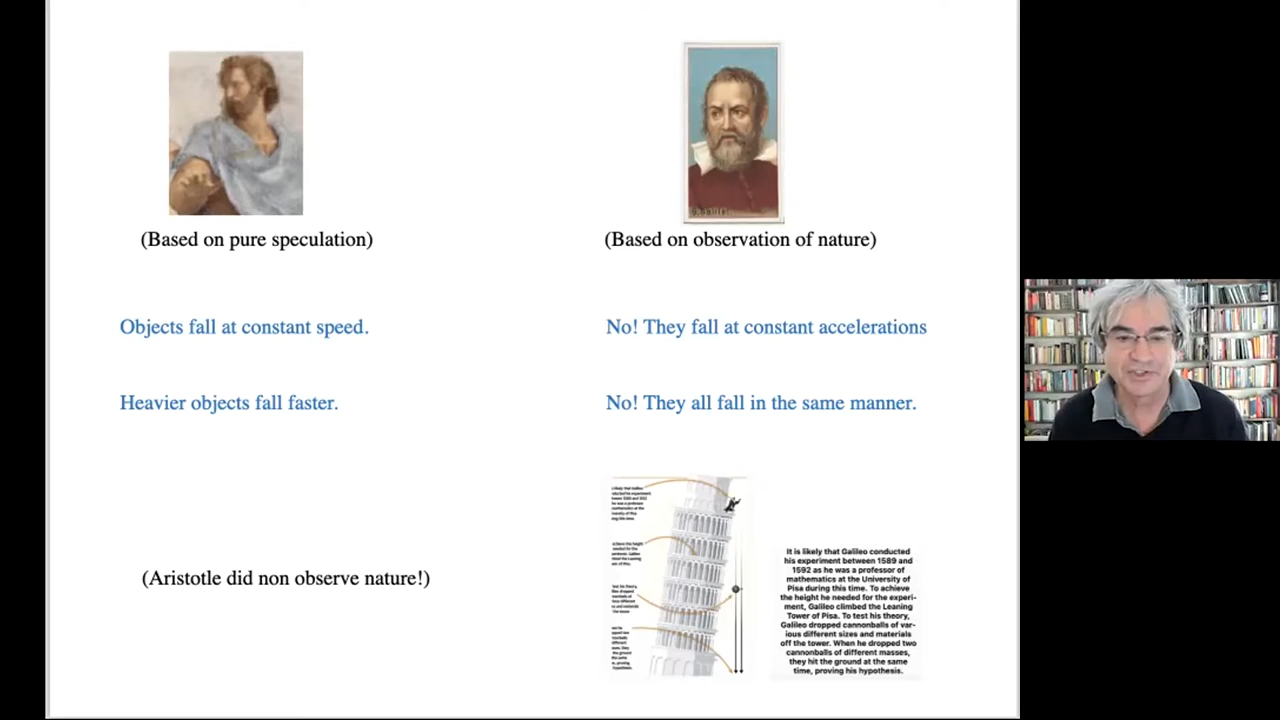 (Based on pure speculation)
(Based on observation of nature)
Objects fall at constant speed.
No! They fall at constant accelerations
Heavier objects fall faster.
No! They all fall in the same manner.
(Aristotle did non observe nature!)
It is likely that Galileo conducted
his experiment between 1589 and
1592 as he was a professor of
mathematics at the University of
Pisa during this time. To achieve
the height he needed for the experi-
ment, Galileo climbed the Leaning
Tower of Pisa. To test his theory,
Galileo dropped cannonballs of var-
ious different sizes and materials
off the tower. When he dropped two
cannonballs of different masses,
they hit the ground at the same
time, proving his hypothesis.